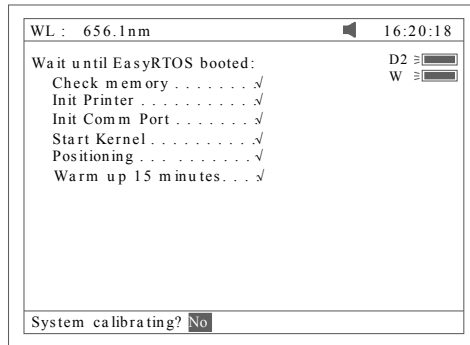 WL : 656.1nm 16:20:18
Wait until EasyRTOS booted:
D2
Check memory . . . . . . . .√
W
Init Printer . . . . . . . . . . .√
Init Comm Port . . . . . . .√
Start Kernel . . . . . . . . . .√
Positioning . . . . . . . . . .√
Warm up 15 minutes. . . √
System calibrating? No